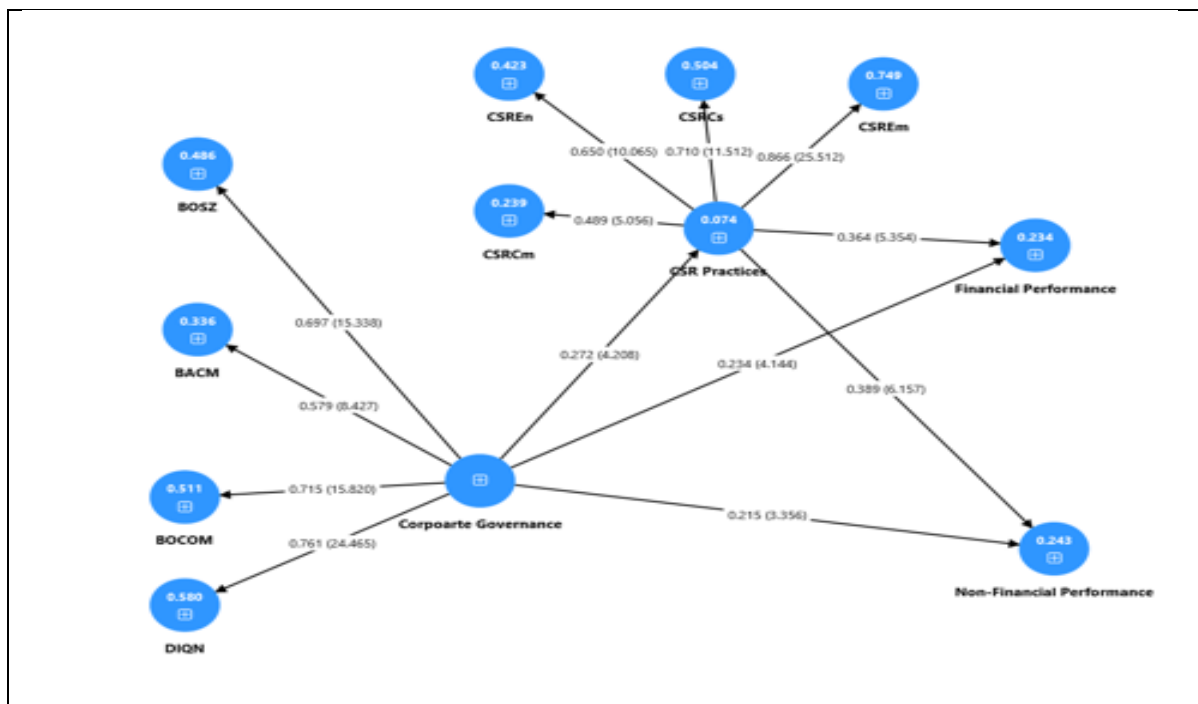 0.423
CSREn
0.504
CSRCs
0.749
CSREm
0.650 (10.065)
0.710 (11.512)
0.866 (25.512)
0.486
BOSZ
0.239
CSRCm
0.489 (5.056)
0.074
CSR Practices
0.364 (5.354)
0.234
Financial Performance
0.336
BACM
0.697 (15.338)
0.272 (4.208)
0.234 (4.144)
0.389 (6.157)
0.579 (8.427)
0.511
BOCOM
0.715 (15.820)
Corpoarte Governance
0.215 (3.356)
0.761 (24.465)
0.243
Non-Financial Performance
0.580
DIQN